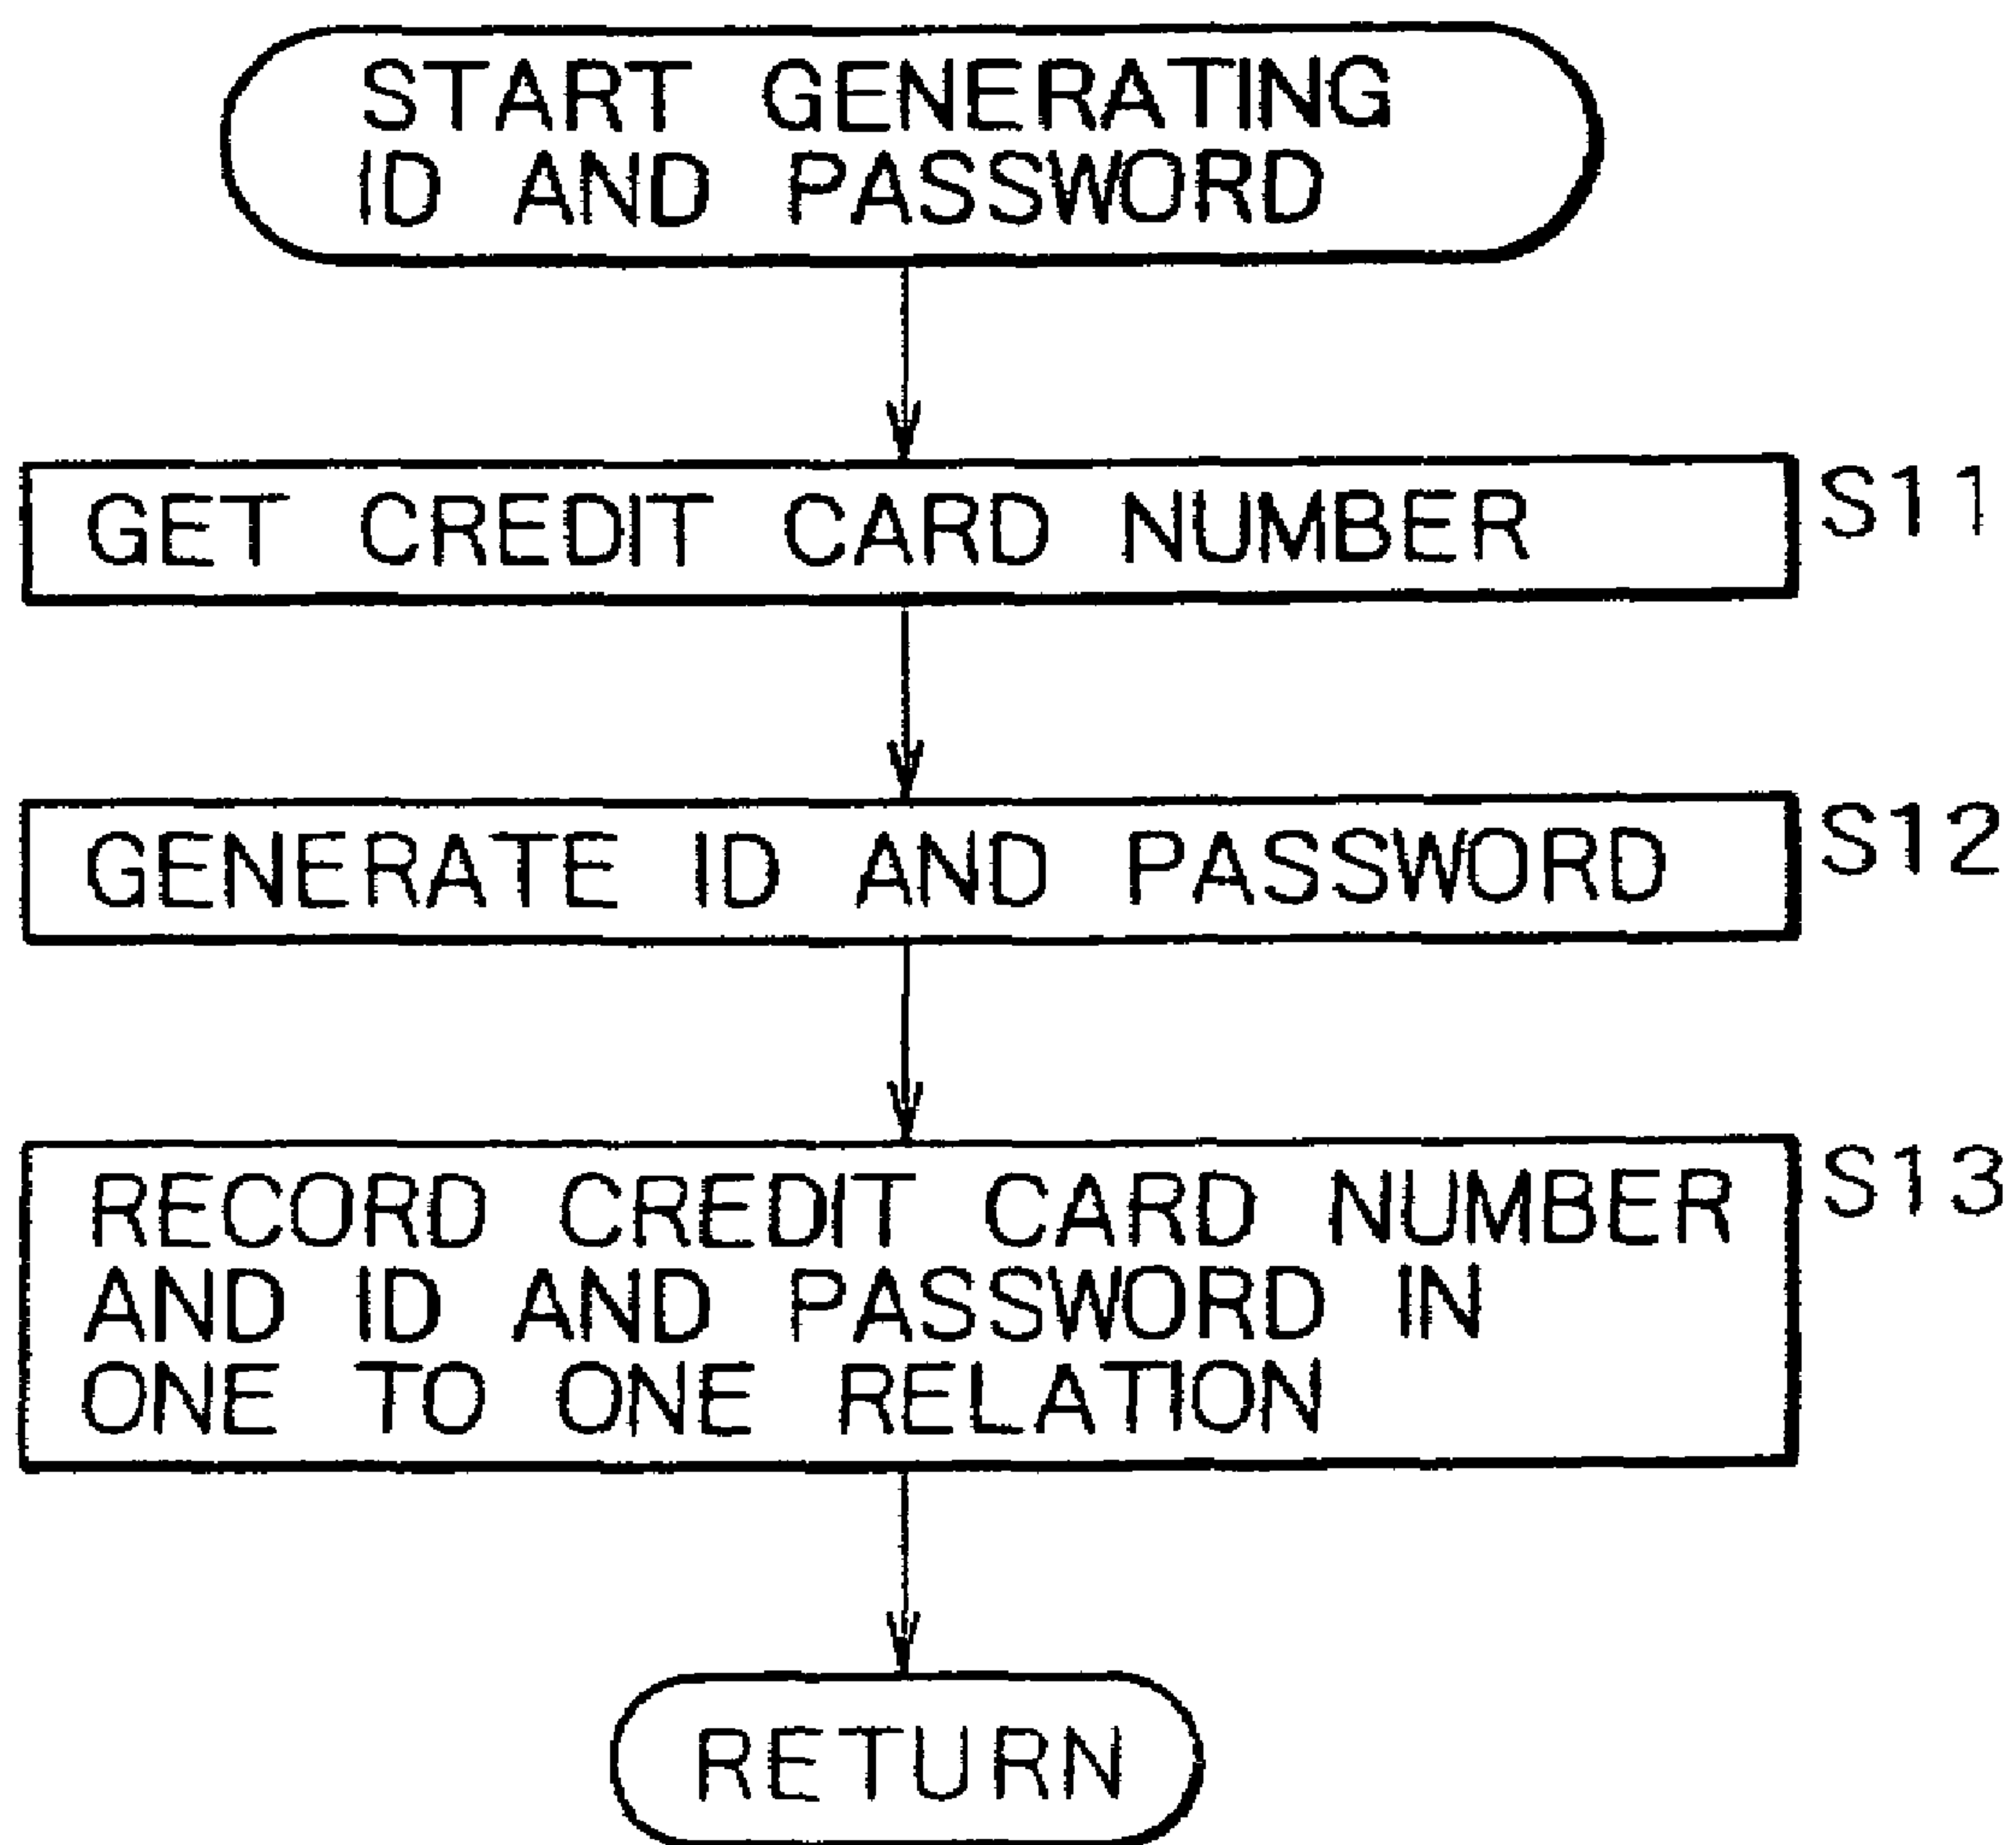 START GENERATING
ID AND PASSWORD
GET CREDIT CARD NUMBER
S11
GENERATE ID AND PASSWORD
S12
RECORD CREDIT CARD NUMBER
S13
AND ID AND PASSWORD IN
ONE TO ONE RELATION
RETURN